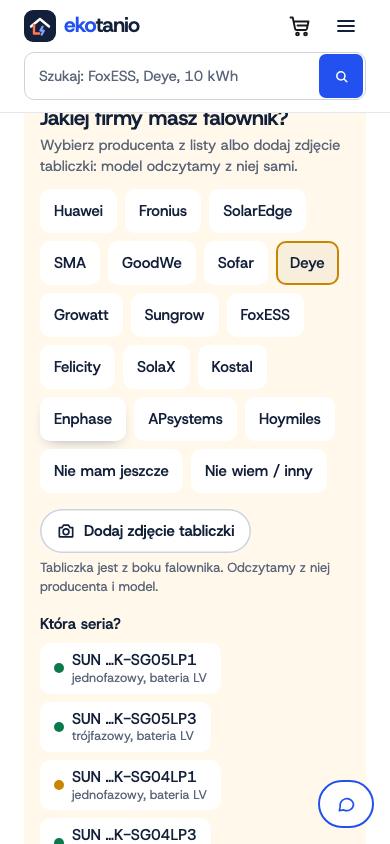 ekotanio
Szukaj: FoxESS, Deye, 10 kWh
Jakiej firmy masz falownik?
Wybierz producenta z listy albo dodaj zdjęcie
tabliczki: model odczytamy z niej sami.
Huawei Fronius SolarEdge
SMA GoodWe Sofar Deye
Growatt Sungrow FoxESS
Felicity SolaX Kostal
Enphase APsystems Hoymiles
Nie mam jeszcze Nie wiem / inny
Dodaj zdjęcie tabliczki
Tabliczka jest z boku falownika. Odczytamy z niej
producenta i model.
Która seria?
SUN …K-SG05LP1
jednofazowy, bateria LV
SUN …K-SG05LP3
trójfazowy, bateria LV
SUN …K-SG04LP1
jednofazowy, bateria LV
SUN …K-SG04LP3